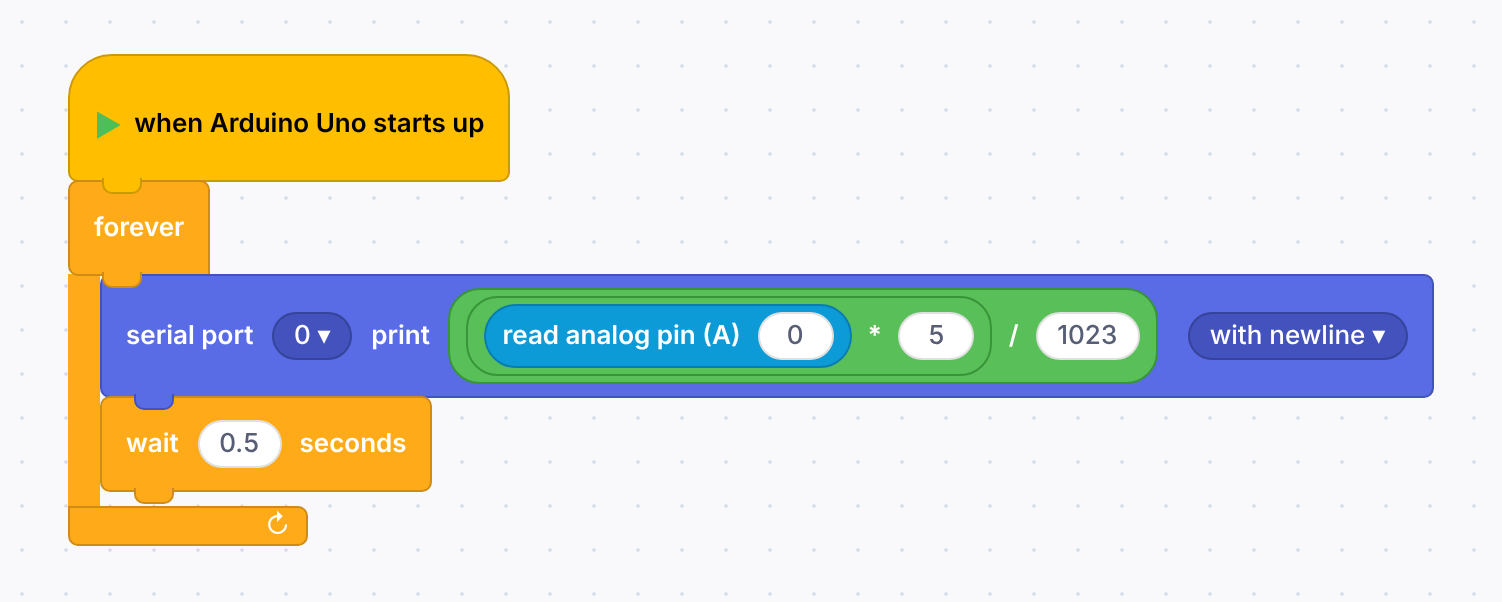 when Arduino Uno starts up
forever
serial port 0 ▾ print read analog pin (A) 0 * 5 / 1023 with newline ▾
wait 0.5 seconds